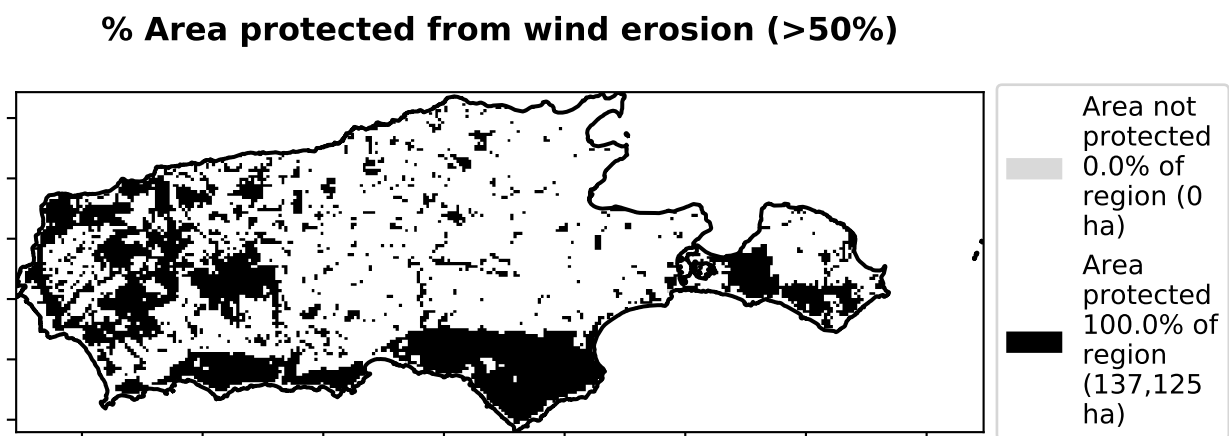 % Area protected from wind erosion (>50%)
Area not
protected
0.0% of
region (0
ha)
Area
protected
100.0% of
region
(137,125
ha)